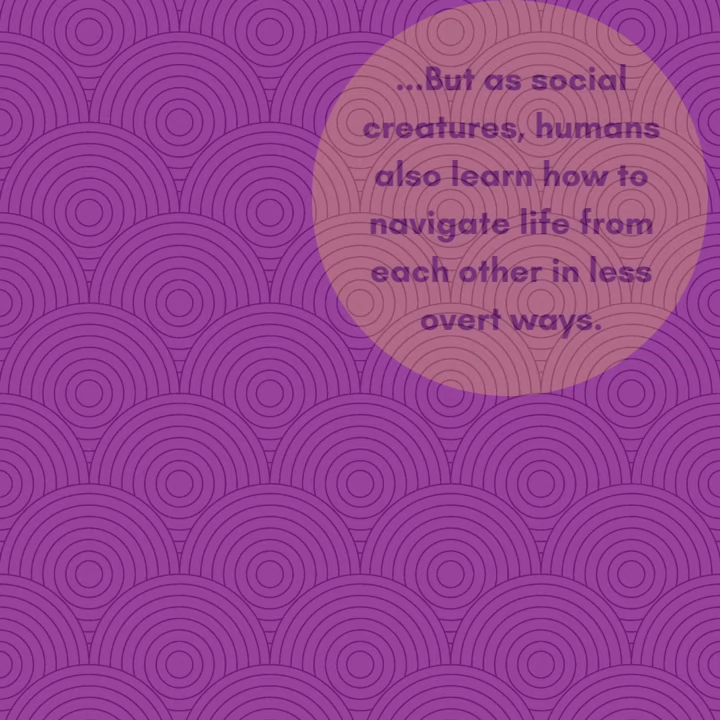 ...But as social
creatures, humans
also learn how to
navigate life from
each other in less
overt ways.